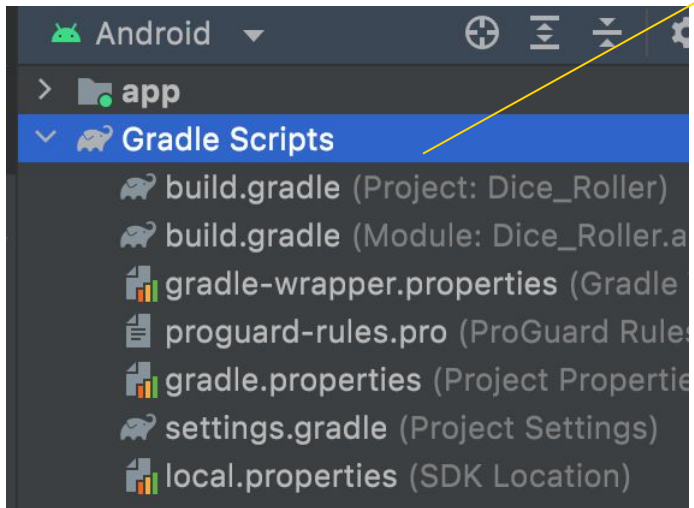 Android
app
Gradle Scripts
build.gradle (Project: Dice_Roller)
build.gradle (Module: Dice_Roller.a
gradle-wrapper.properties (Gradle
proguard-rules.pro (ProGuard Rules
gradle.properties (Project Propertie
settings.gradle (Project Settings)
local.properties (SDK Location)